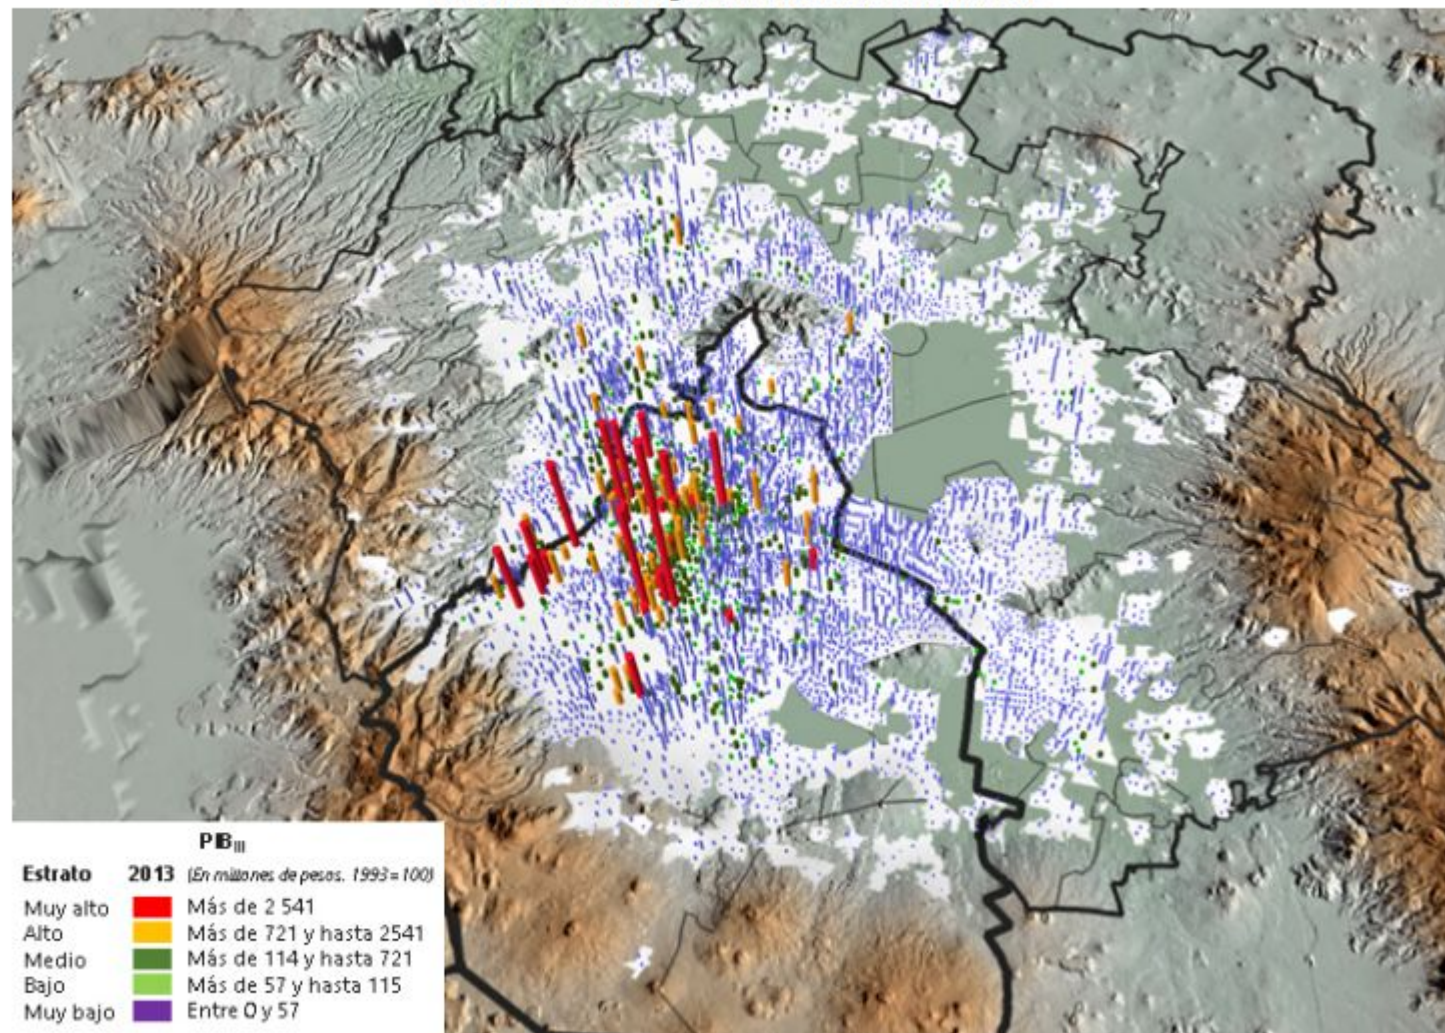 PIB III
Estrato 2013 (En millones de pesos. 1993=100)
Muy alto Más de 2 541
Alto Más de 721 y hasta 2541
Medio Más de 114 y hasta 721
Bajo Más de 57 y hasta 115
Muy bajo Entre 0 y 57